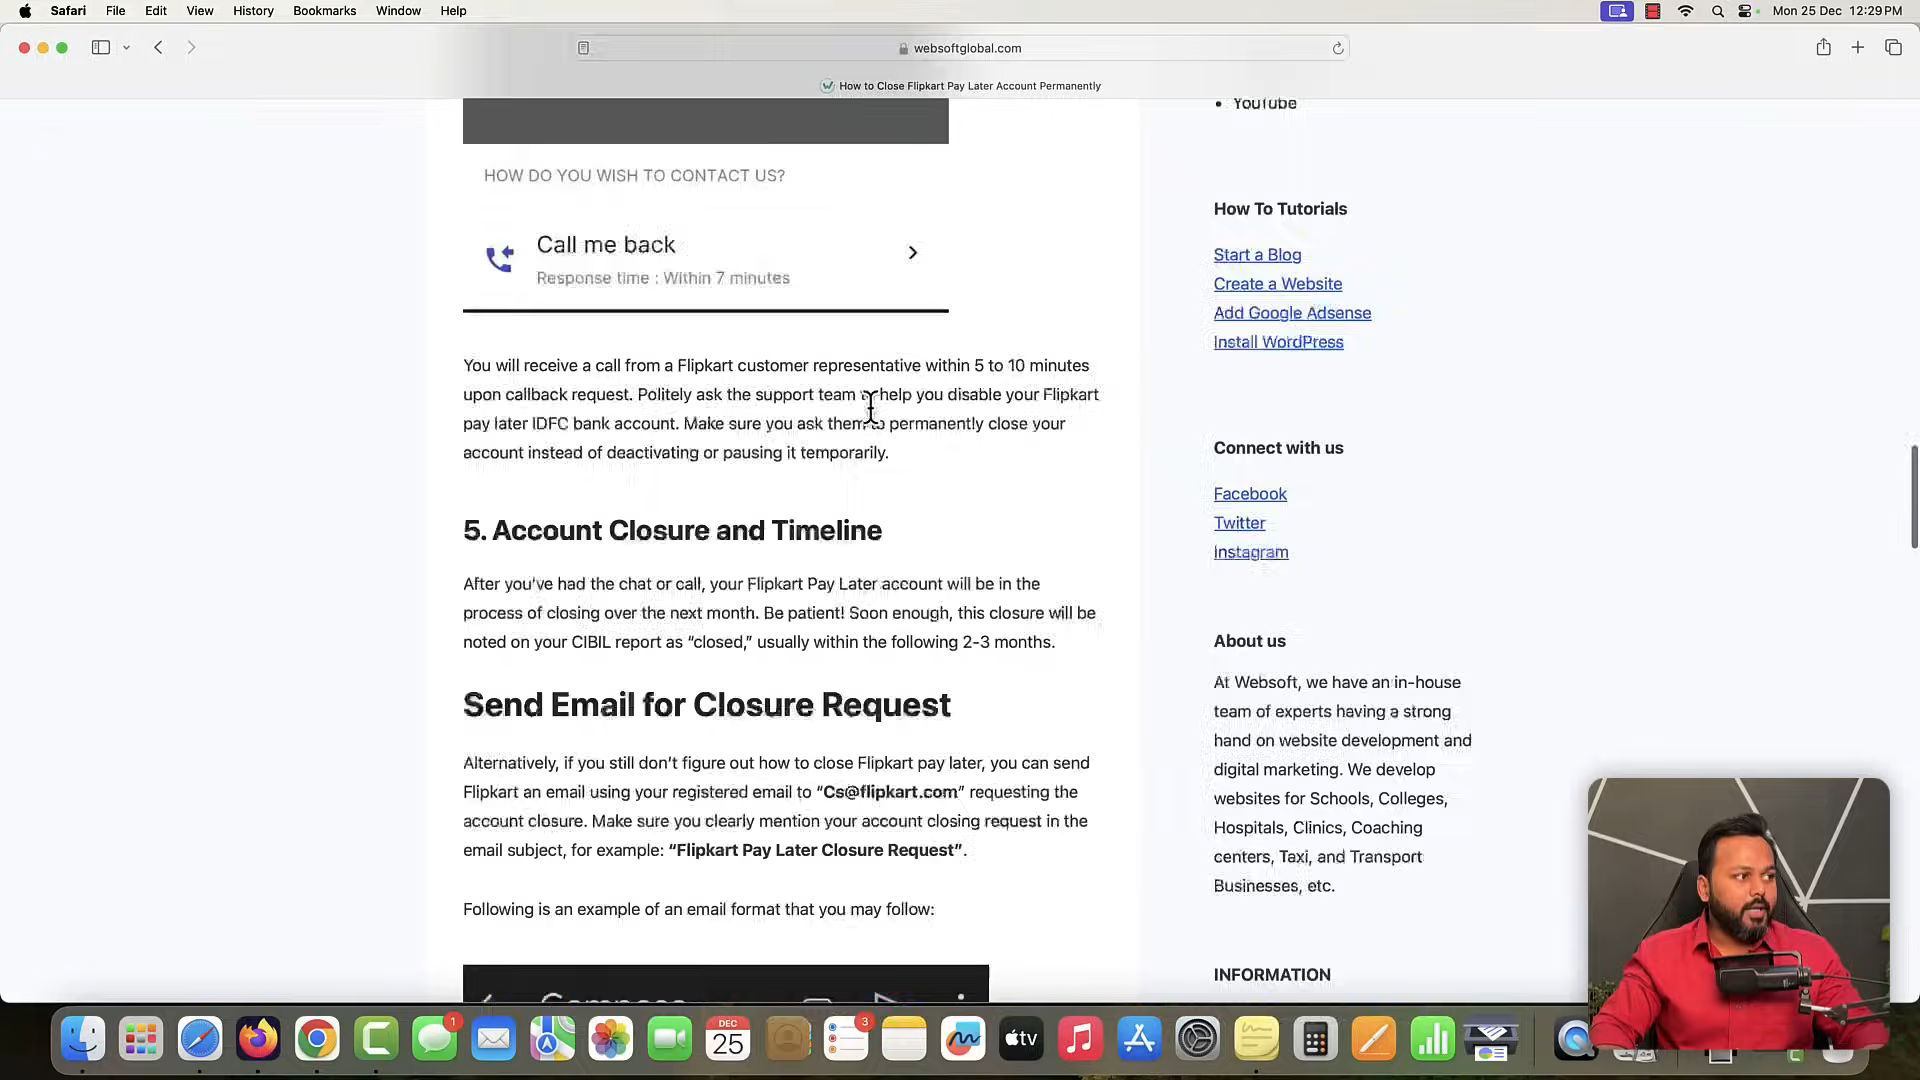 Safari File Edit View History Bookmarks Window Help Mon 25 Dec 12:29 PM
websoftglobal.com
How to Close Flipkart Pay Later Account Permanently
HOW DO YOU WISH TO CONTACT US?
Call me back
Response time : Within 7 minutes
You will receive a call from a Flipkart customer representative within 5 to 10 minutes
upon callback request. Politely ask the support team to help you disable your Flipkart
pay later IDFC bank account. Make sure you ask them to permanently close your
account instead of deactivating or pausing it temporarily.
5. Account Closure and Timeline
After you've had the chat or call, your Flipkart Pay Later account will be in the
process of closing over the next month. Be patient! Soon enough, this closure will be
noted on your CIBIL report as “closed,” usually within the following 2-3 months.
Send Email for Closure Request
Alternatively, if you still don't figure out how to close Flipkart pay later, you can send
Flipkart an email using your registered email to “Cs@flipkart.com” requesting the
account closure. Make sure you clearly mention your account closing request in the
email subject, for example: “Flipkart Pay Later Closure Request”.
Following is an example of an email format that you may follow:
YouTube
How To Tutorials
Start a Blog
Create a Website
Add Google Adsense
Install WordPress
Connect with us
Facebook
Twitter
Instagram
About us
At Websoft, we have an in-house
team of experts having a strong
hand on website development and
digital marketing. We develop
websites for Schools, Colleges,
Hospitals, Clinics, Coaching
centers, Taxi, and Transport
Businesses, etc.
INFORMATION
1
DEC
25
3
tv